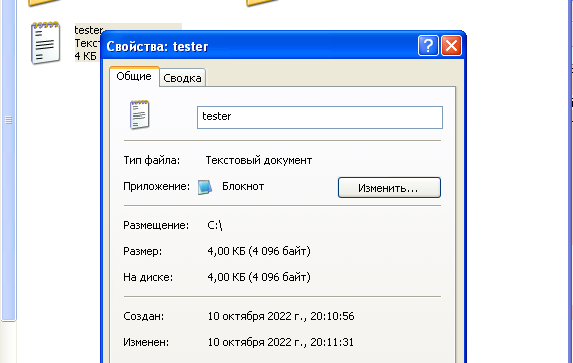 tester
4 КБ
Свойства: tester
Общие
Сводка
tester
Тип файла: Текстовый документ
Приложение: Блокнот
Изменить...
Размещение: C:\
Размер: 4,00 КБ (4 096 байт)
На диске: 4,00 КБ (4 096 байт)
Создан: 10 октября 2022 г., 20:10:56
Изменен: 10 октября 2022 г., 20:11:31